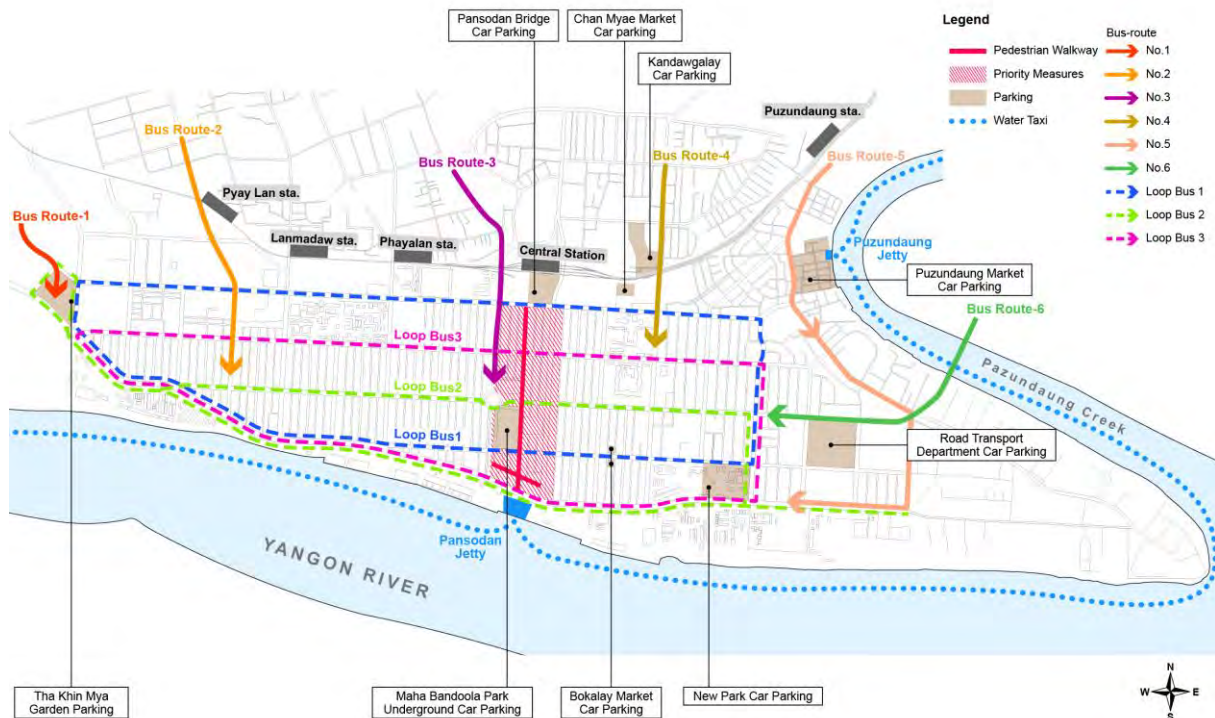 Pansodan Bridge
Car Parking
Chan Myae Market
Car parking
Kandawgalay
Car Parking
Legend
Pedestrian Walkway
Priority Measures
Parking
Water Taxi
Bus-route
No.1
No.2
No.3
No.4
No.5
No.6
Loop Bus 1
Loop Bus 2
Loop Bus 3
Puzundaung sta.
Bus Route-2
Bus Route-3
Bus Route-4
Bus Route-5
Pyay Lan sta.
Bus Route-1
Lanmadaw sta.
Phayalan sta.
Central Station
Puzundaung
Jetty
Puzundaung Market
Car Parking
Bus Route-6
Loop Bus3
Loop Bus2
Loop Bus1
Pazundaung Creek
Road Transport
Department Car Parking
Pansodan
Jetty
YANGON RIVER
Tha Khin Mya
Garden Parking
Maha Bandoola Park
Underground Car Parking
Bokalay Market
Car Parking
New Park Car Parking
N
W
E
S